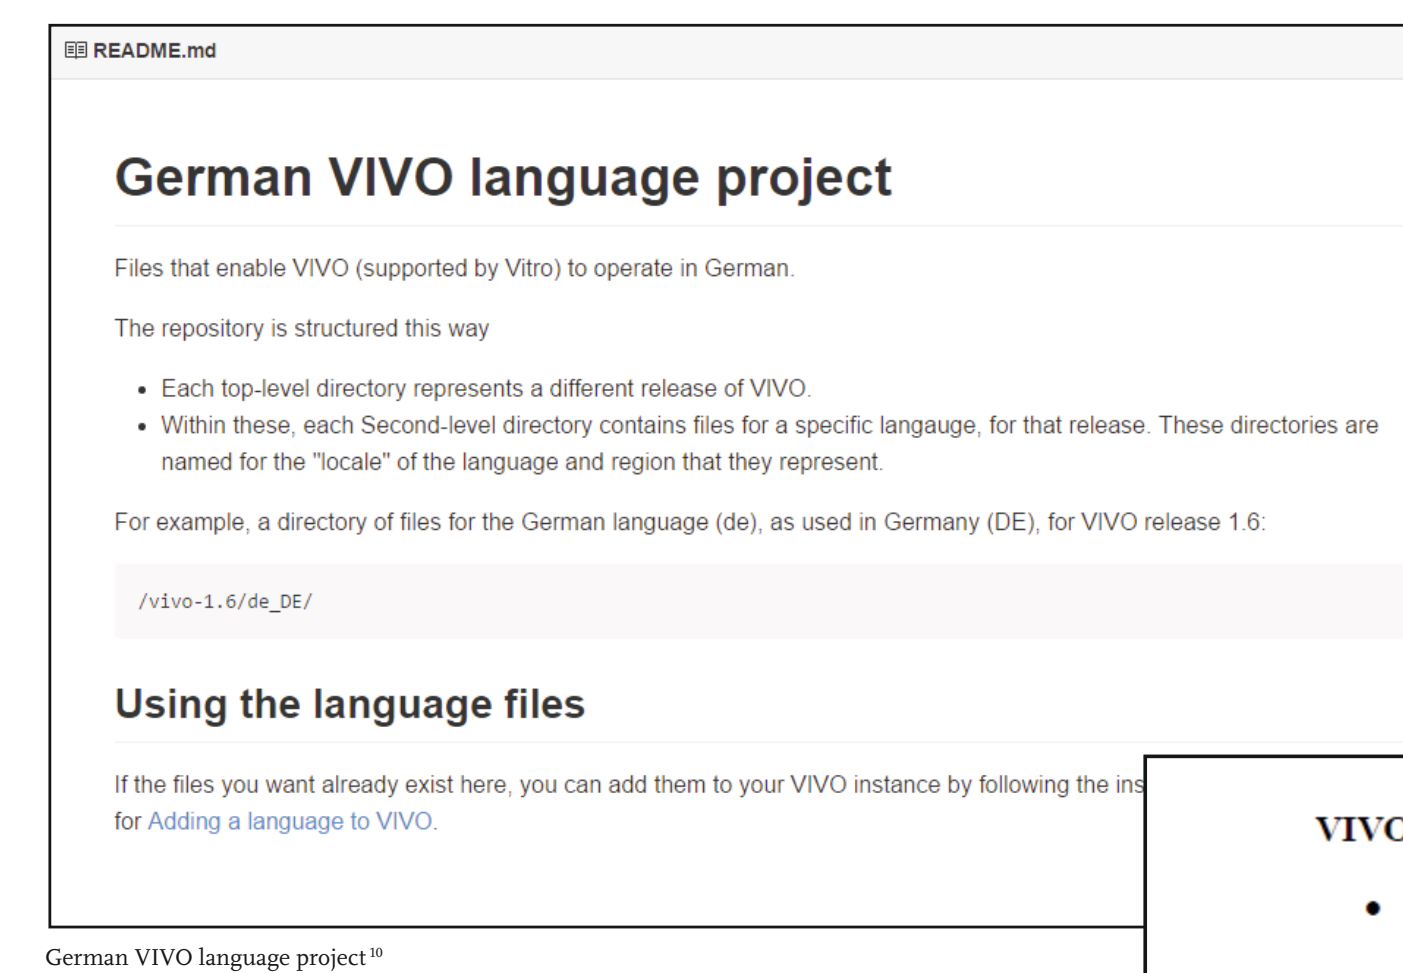 README.md
German VIVO language project
Files that enable VIVO (supported by Vitro) to operate in German.
The repository is structured this way
• Each top-level directory represents a different release of VIVO.
• Within these, each Second-level directory contains files for a specific langauge, for that release. These directories are
named for the "locale" of the language and region that they represent.
For example, a directory of files for the German language (de), as used in Germany (DE), for VIVO release 1.6:
/vivo-1.6/de_DE/
Using the language files
If the files you want already exist here, you can add them to your VIVO instance by following the ins
for Adding a language to VIVO.
VIVO
•
German VIVO language project 10